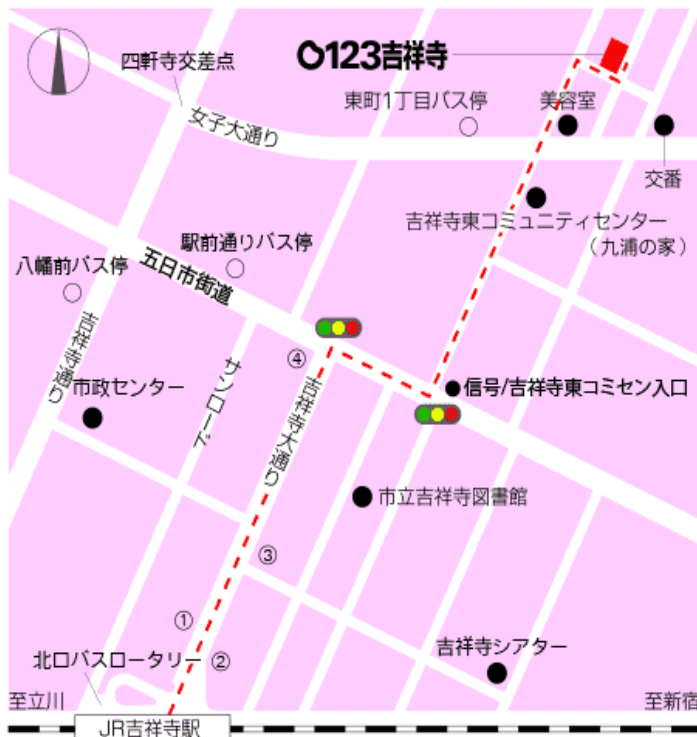 四軒寺交差点
123吉祥寺
東町1丁目バス停
美容室
女子大通り
交番
吉祥寺東コミュニティセンター
(九浦の家)
駅前通りバス停
八幡前バス停
五日市街道
吉祥寺通り
④
市政センター
サンロード
吉祥寺大通り
信号/吉祥寺東コミセン入口
市立吉祥寺図書館
③
①
②
吉祥寺シアター
北口バスロータリー
至立川
至新宿
JR吉祥寺駅